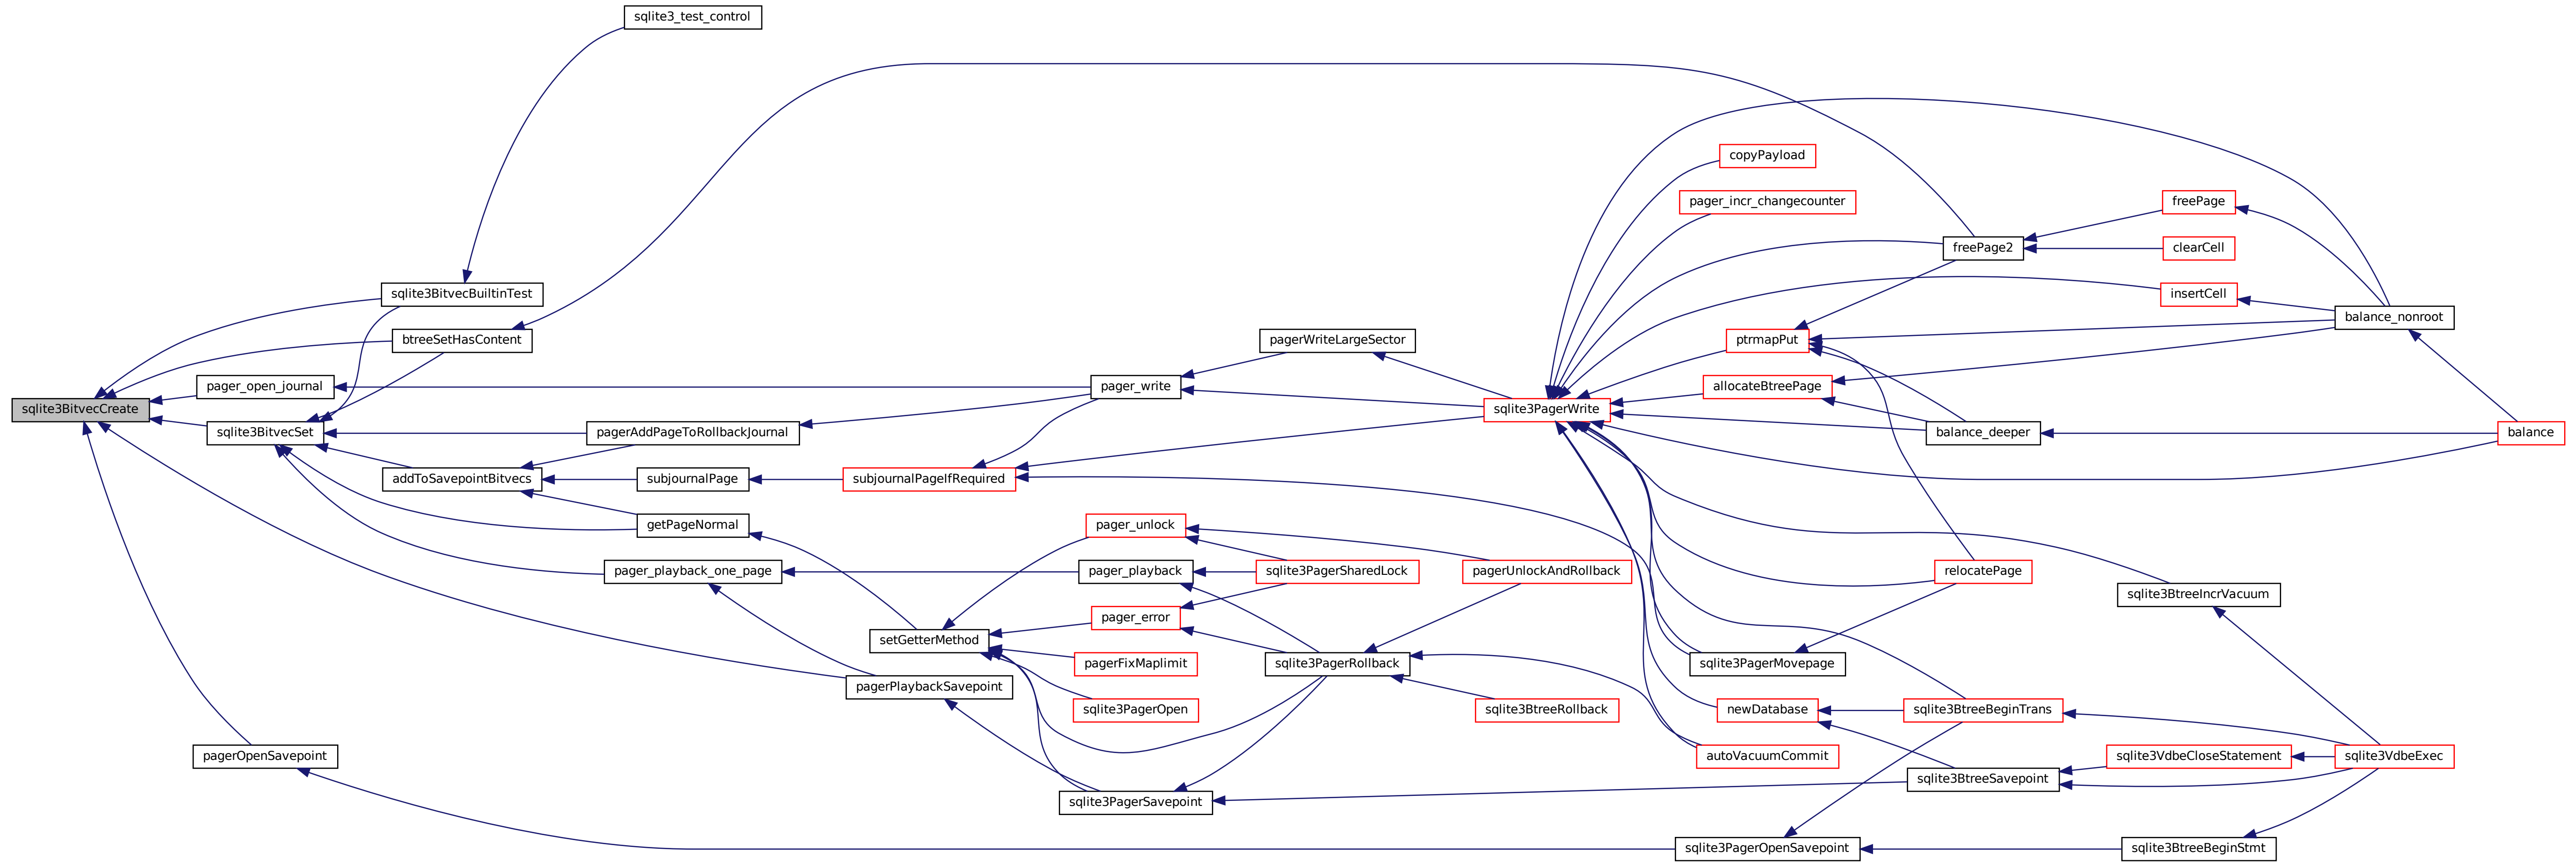 sqlite3_test_control
copyPayload
pager_incr_changecounter
freePage
freePage2
clearCell
sqlite3BitvecBuiltinTest
insertCell
balance_nonroot
btreeSetHasContent
pagerWriteLargeSector
ptrmapPut
pager_open_journal
pager_write
allocateBtreePage
sqlite3BitvecCreate
sqlite3PagerWrite
sqlite3BitvecSet
pagerAddPageToRollbackJournal
balance_deeper
balance
addToSavepointBitvecs
subjournalPage
subjournalPageIfRequired
getPageNormal
pager_unlock
pager_playback_one_page
pager_playback
sqlite3PagerSharedLock
pagerUnlockAndRollback
relocatePage
sqlite3BtreeIncrVacuum
pager_error
setGetterMethod
pagerFixMaplimit
sqlite3PagerRollback
sqlite3PagerMovepage
pagerPlaybackSavepoint
sqlite3PagerOpen
sqlite3BtreeRollback
newDatabase
sqlite3BtreeBeginTrans
pagerOpenSavepoint
autoVacuumCommit
sqlite3VdbeCloseStatement
sqlite3VdbeExec
sqlite3BtreeSavepoint
sqlite3PagerSavepoint
sqlite3PagerOpenSavepoint
sqlite3BtreeBeginStmt